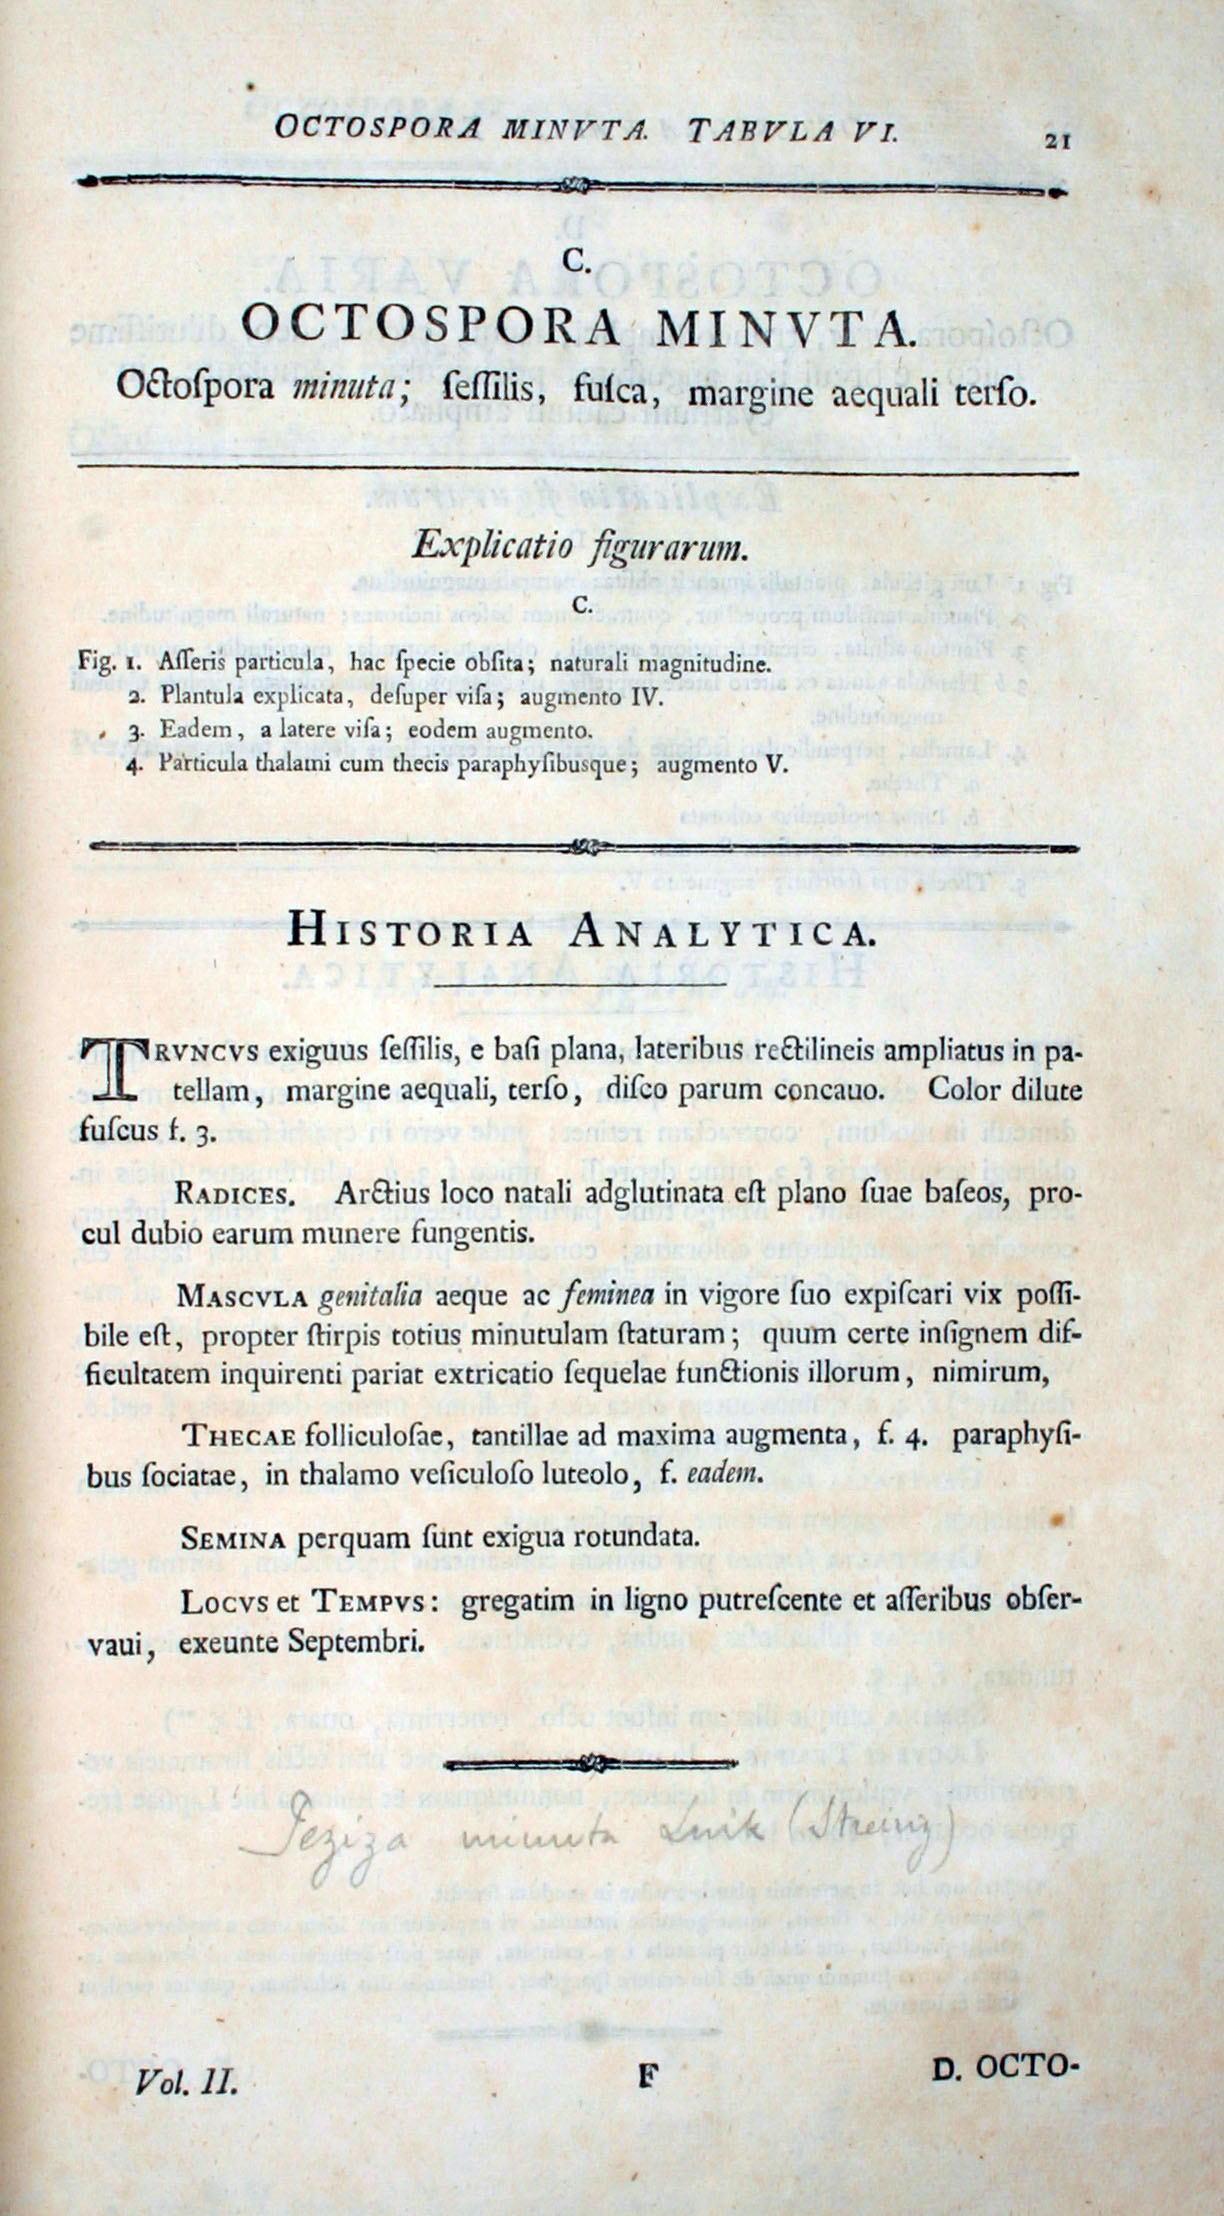 OCTOSPORA MINVTA. TABVLA VI. 21
C.
OCTOSPORA MINVTA.
Octoſpora minuta; ſeſſilis, fuſca, margine aequali terſo.
Explicatio figurarum.
C.
Fig. 1. Aſſeris particula, hac ſpecie obſita; naturali magnitudine.
2. Plantula explicata, deſuper viſa; augmento IV.
3. Eadem, a latere viſa; eodem augmento.
4. Particula thalami cum thecis paraphyſibusque; augmento V.
HISTORIA ANALYTICA.
TRVNCVS exiguus ſeſſilis, e baſi plana, lateribus rectilineis ampliatus in pa-
tellam, margine aequali, terſo, diſco parum concauo. Color dilute
fuſcus f. 3.
RADICES. Arctius loco natali adglutinata eſt plano ſuae baſeos, pro-
cul dubio earum munere fungentis.
MASCVLA genitalia aeque ac feminea in vigore ſuo expiſcari vix poſſi-
bile eſt, propter ſtirpis totius minutulam ſtaturam; quum certe inſignem dif-
ficultatem inquirenti pariat extricatio ſequelae functionis illorum, nimirum,
THECAE folliculoſae, tantillae ad maxima augmenta, f. 4. paraphyſi-
bus ſociatae, in thalamo veſiculoſo luteolo, f. eadem.
SEMINA perquam ſunt exigua rotundata.
LOCVS et TEMPVS: gregatim in ligno putreſcente et aſſeribus obſer-
vaui, exeunte Septembri.
Peziza minuta (Streinz)
Vol. II. F D. OCTO-